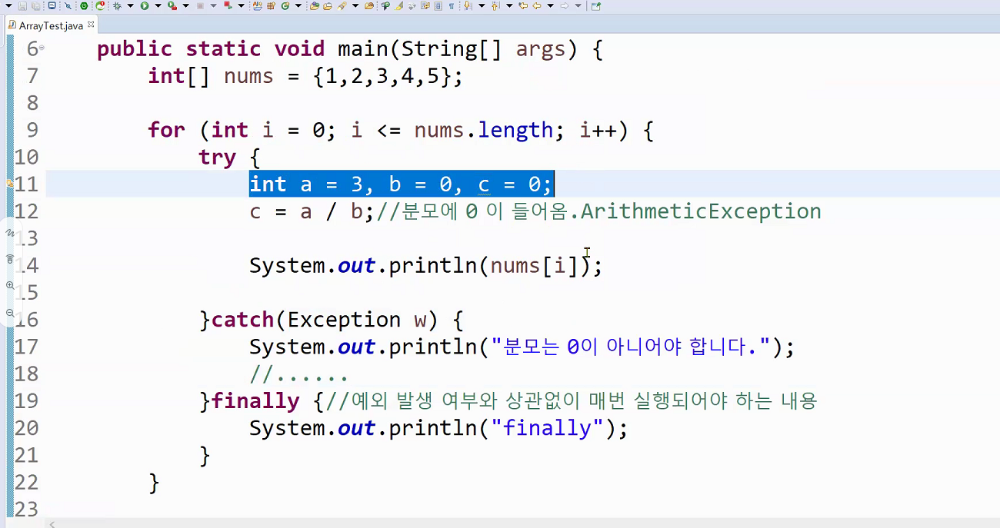 ArrayTest.java
6 public static void main(String[] args) {
7 int[] nums = {1,2,3,4,5};
8
9 for (int i = 0; i <= nums.length; i++) {
10 try {
11 int a = 3, b = 0, c = 0;
12 c = a / b;//분모에 0 이 들어옴.ArithmeticException
13
14 System.out.println(nums[i]);
15
16 }catch(Exception w) {
17 System.out.println("분모는 0이 아니어야 합니다.");
18 //......
19 }finally {//예외 발생 여부와 상관없이 매번 실행되어야 하는 내용
20 System.out.println("finally");
21 }
22 }
23